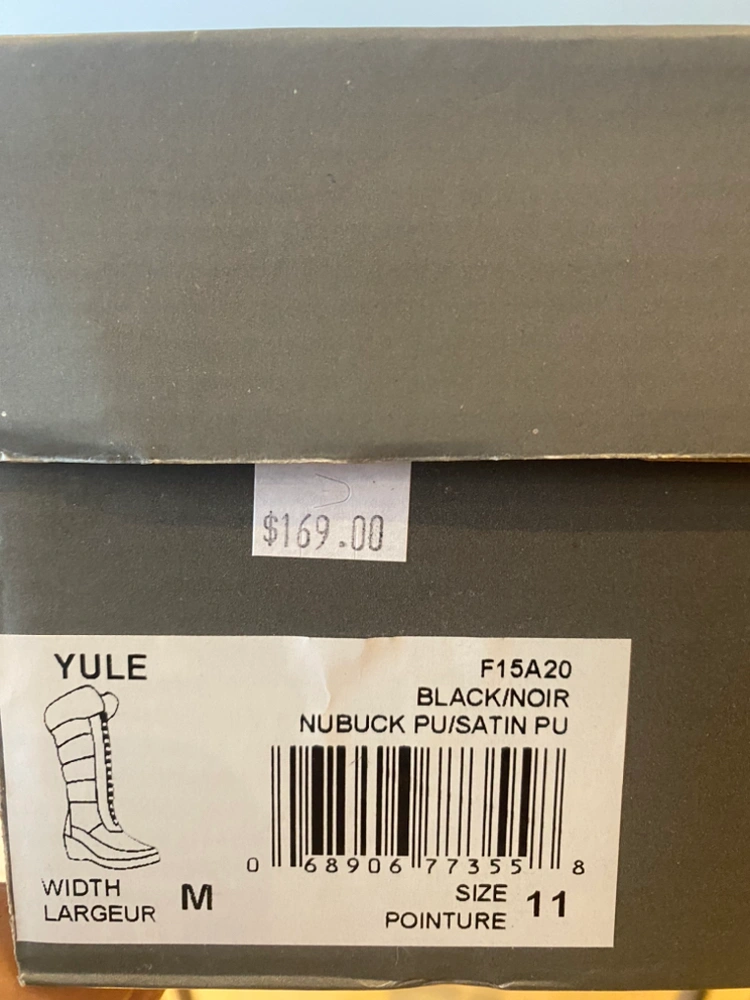 $169.00
YULE
F15A20
BLACK/NOIR
NUBUCK PU/SATIN PU
0 68906 77355 8
WIDTH
LARGEUR
M
SIZE
POINTURE
11